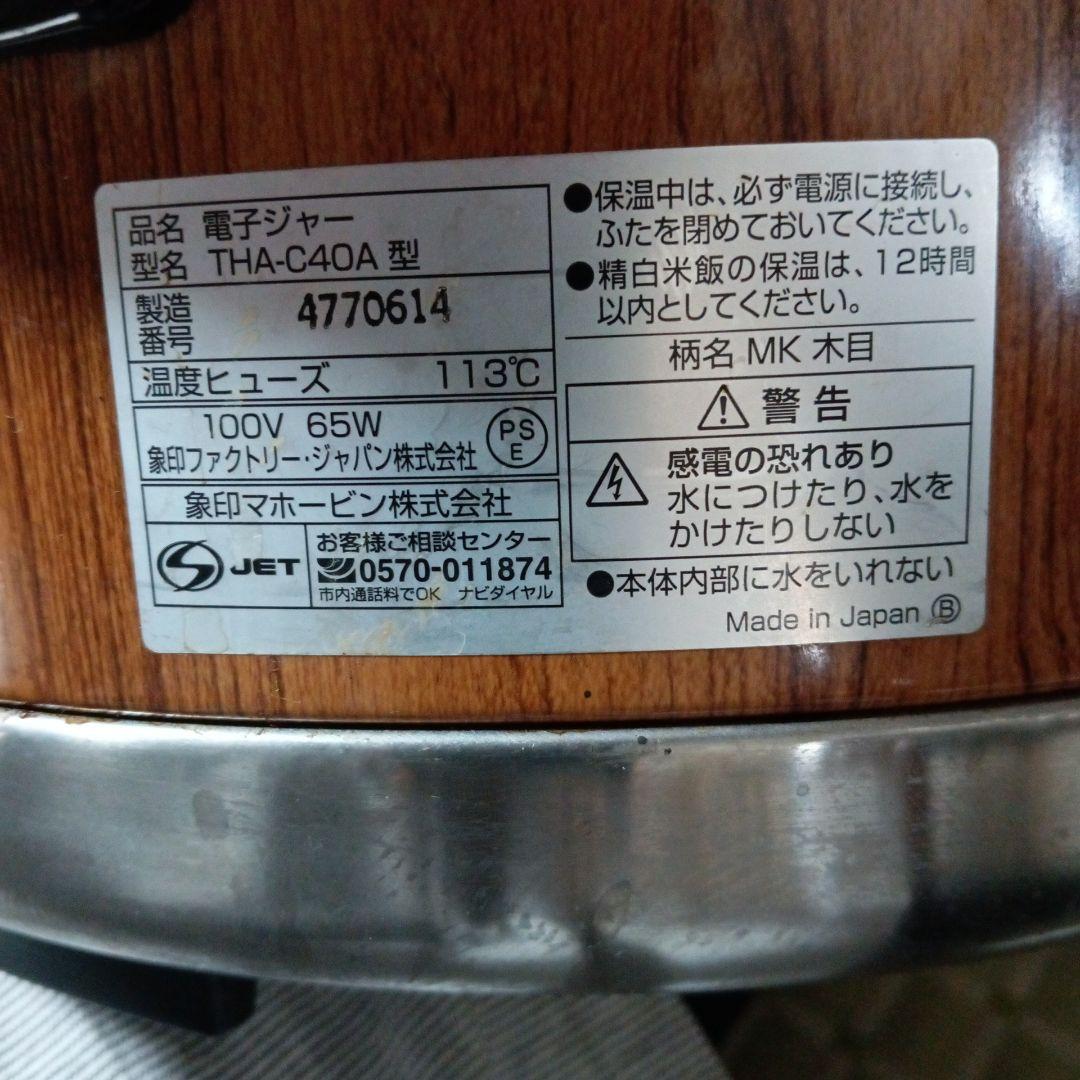 品名 電子ジャー
型名 THA-C40A 型
製造
番号 4770614
温度ヒューズ 113℃
100V 65W
象印ファクトリー・ジャパン株式会社
PS
E
象印マホービン株式会社
S JET
お客様ご相談センター
0570-011874
市内通話料でOK ナビダイヤル
●保温中は、必ず電源に接続し、
ふたを閉めておいてください。
●精白米飯の保温は、12時間
以内としてください。
柄名 MK 木目
警告
感電の恐れあり
水につけたり、水を
かけたりしない
●本体内部に水をいれない
Made in Japan Ⓑ